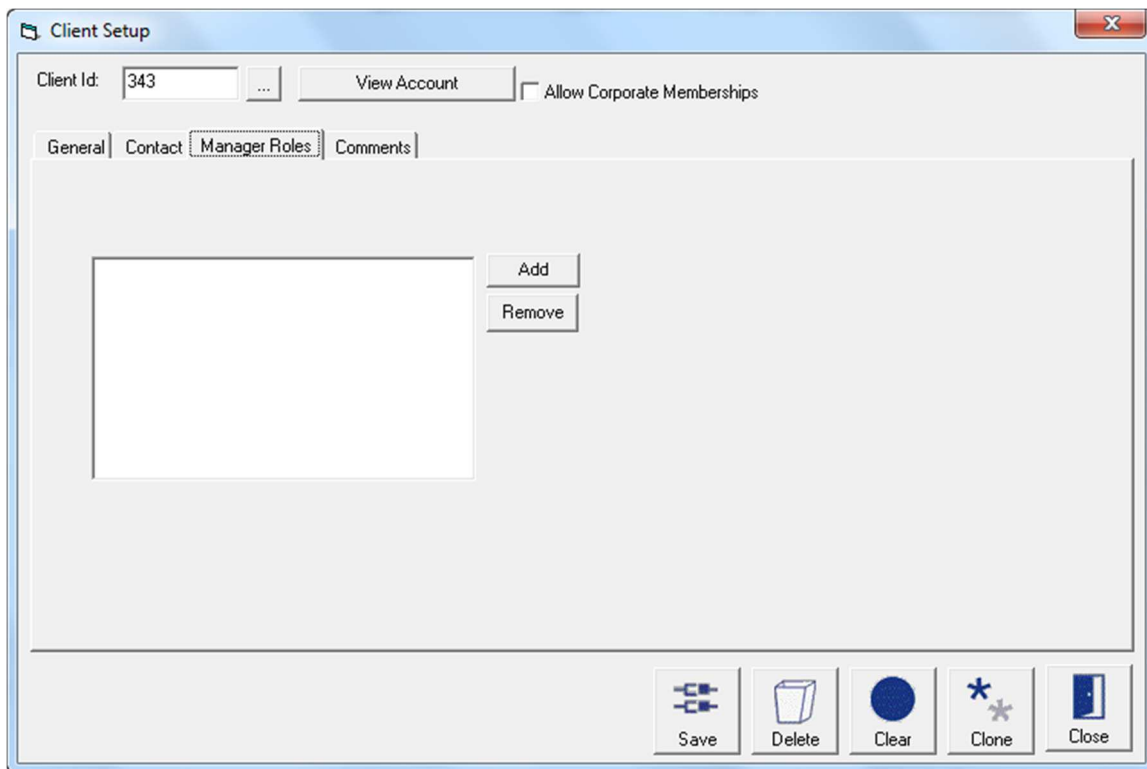 Client Setup
Client Id: 343 ... View Account Allow Corporate Memberships
General Contact Manager Roles Comments
Add
Remove
Save Delete Clear Clone Close